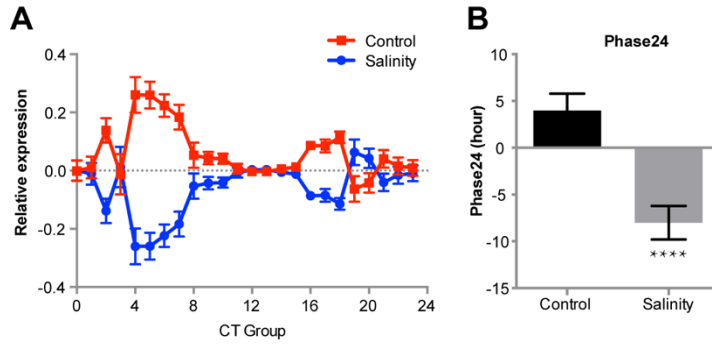 A
Control
Salinity
Relative expression
0.4
0.2
0.0
-0.2
-0.4
0 4 8 12 16 20 24
CT Group
B
Phase24
Phase24 (hour)
10
5
0
-5
-10
-15
****
Control Salinity